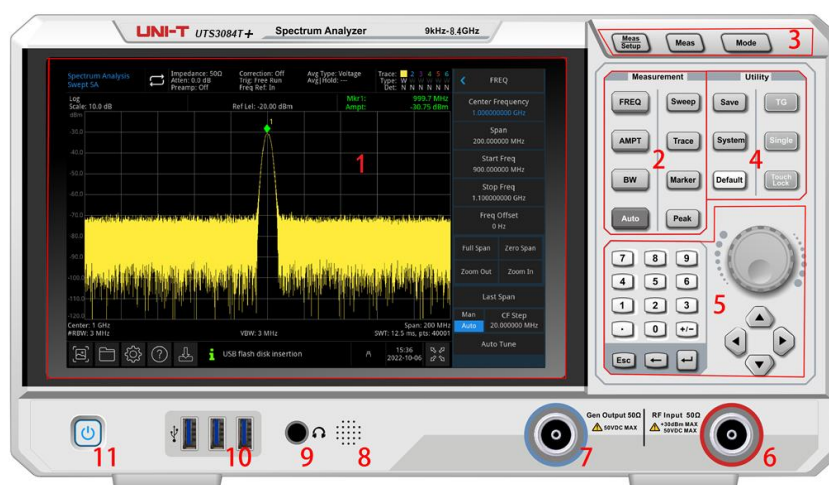 UNI-T UTS3084T+ Spectrum Analyzer 9kHz-8.4GHz
Spectrum Analysis
Swept SA
Impedance: 50Ω
Atten: 0.0 dB
Preamp: Off
Correction: Off
Trig: Free Run
Freq Ref: In
Avg Type: Voltage
Avg|Hold: ---
Trace: 1 2 3 4 5 6
Type: W W W W W W
Det: N N N N N N
Log
Scale: 10.0 dB
dBm
Ref Lel: -20.00 dBm
Mkr1: 999.7 MHz
Ampt: -30.75 dBm
1
-30.0
-40.0
-50.0
-60.0
-70.0
-80.0
-90.0
-100.0
-110.0
-120.0
1
Center: 1 GHz
#RBW: 3 MHz
VBW: 3 MHz
Span: 200 MHz
SWT: 12.5 ms, pts: 40001
USB flash disk insertion
15:36
2022-10-06
FREQ
Center Frequency
1.000000000 GHz
Span
200.000000 MHz
Start Freq
900.000000 MHz
Stop Freq
1.100000000 GHz
Freq Offset
0 Hz
Full Span Zero Span
Zoom Out Zoom In
Last Span
Man CF Step
Auto 20.000000 MHz
Auto Tune
Meas Setup Meas Mode 3
Measurement Utility
FREQ Sweep Save TG
AMPT Trace System Single
2 4
BW Marker Default Touch Lock
Auto Peak
7 8 9
4 5 6
1 2 3
. 0 +/-
Esc
5
Gen Output 50Ω
50VDC MAX
RF Input 50Ω
+30dBm MAX
50VDC MAX
11 10 9 8 7 6